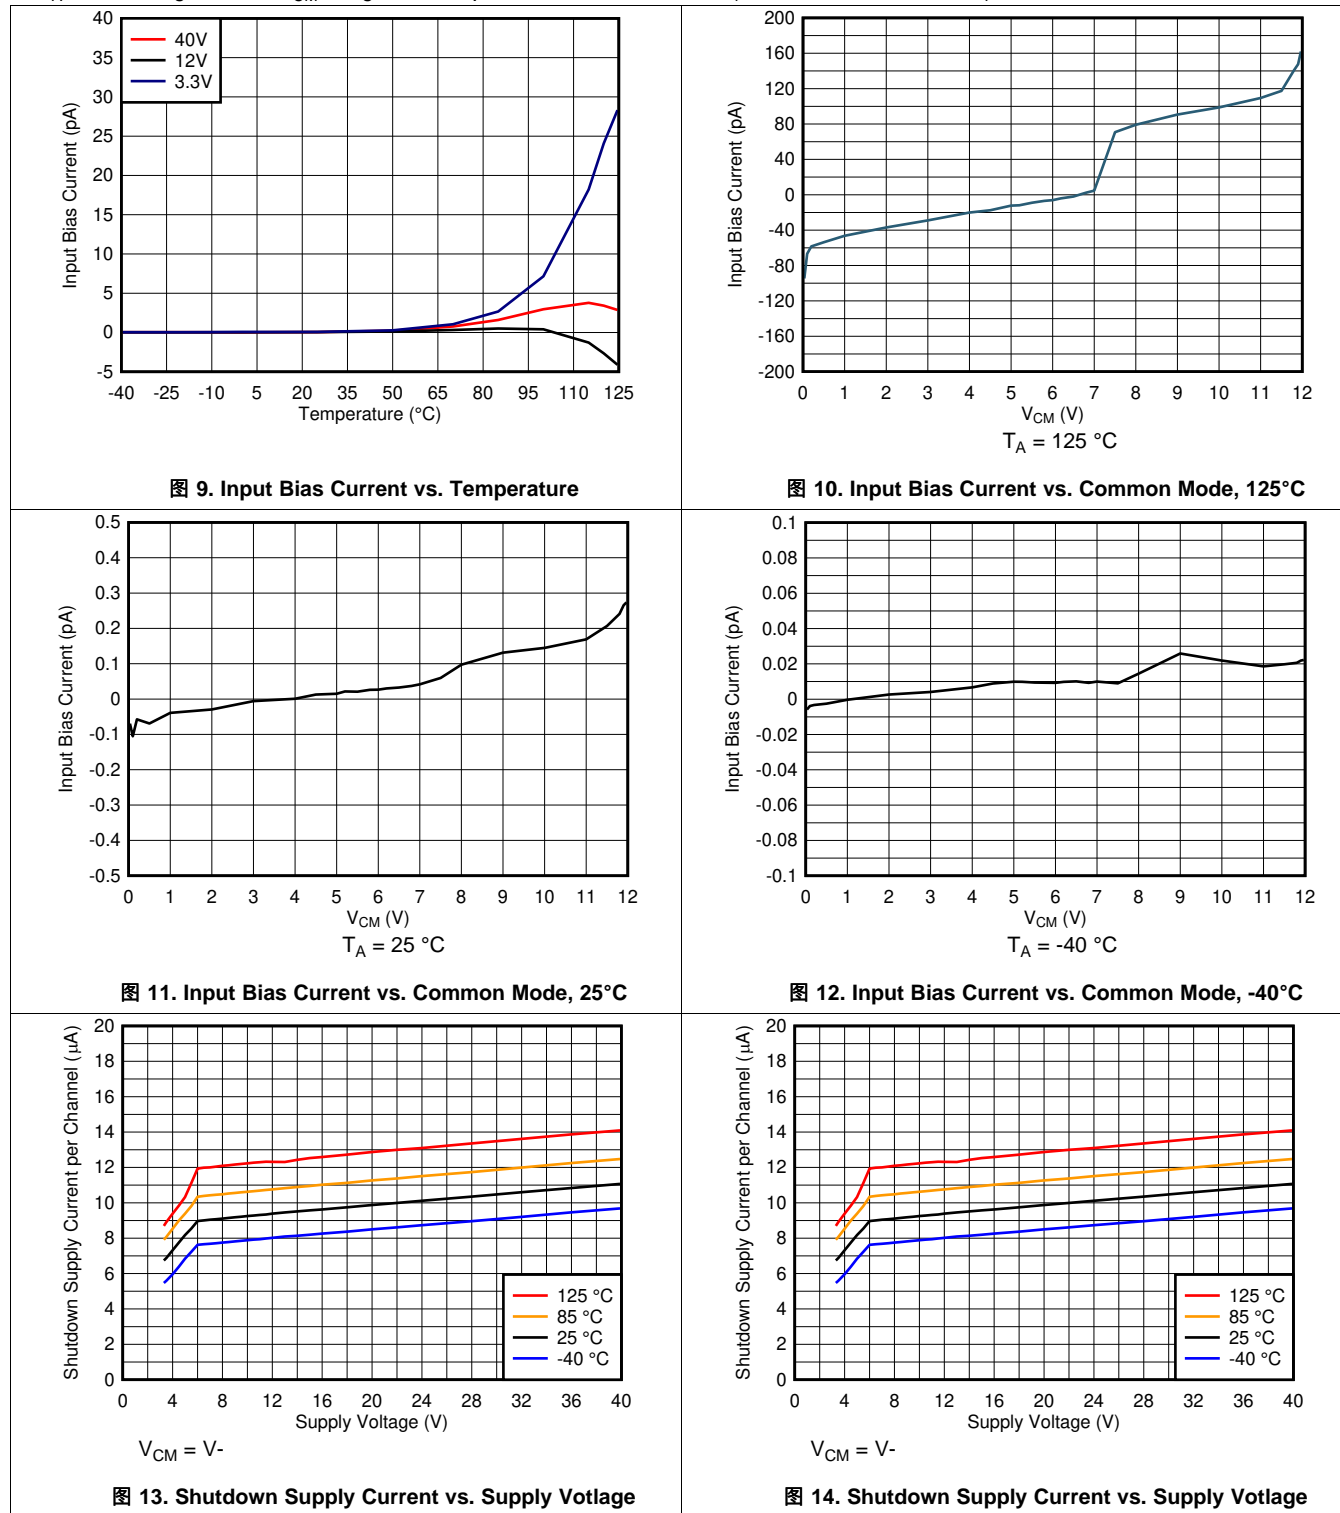 40
35
30
25
20
15
10
5
0
-5
Input Bias Current (pA)
40V
12V
3.3V
-40 -25 -10 5 20 35 50 65 80 95 110 125
Temperature (°C)
图 9. Input Bias Current vs. Temperature
200
160
120
80
40
0
-40
-80
-120
-160
-200
Input Bias Current (pA)
0 1 2 3 4 5 6 7 8 9 10 11 12
VCM (V)
TA = 125 °C
图 10. Input Bias Current vs. Common Mode, 125°C
0.5
0.4
0.3
0.2
0.1
0
-0.1
-0.2
-0.3
-0.4
-0.5
Input Bias Current (pA)
0 1 2 3 4 5 6 7 8 9 10 11 12
VCM (V)
TA = 25 °C
图 11. Input Bias Current vs. Common Mode, 25°C
0.1
0.08
0.06
0.04
0.02
0
-0.02
-0.04
-0.06
-0.08
-0.1
Input Bias Current (pA)
0 1 2 3 4 5 6 7 8 9 10 11 12
VCM (V)
TA = -40 °C
图 12. Input Bias Current vs. Common Mode, -40°C
20
18
16
14
12
10
8
6
4
2
0
Shutdown Supply Current per Channel (µA)
125 °C
85 °C
25 °C
-40 °C
0 4 8 12 16 20 24 28 32 36 40
Supply Voltage (V)
VCM = V-
图 13. Shutdown Supply Current vs. Supply Votlage
20
18
16
14
12
10
8
6
4
2
0
Shutdown Supply Current per Channel (µA)
125 °C
85 °C
25 °C
-40 °C
0 4 8 12 16 20 24 28 32 36 40
Supply Voltage (V)
VCM = V-
图 14. Shutdown Supply Current vs. Supply Votlage